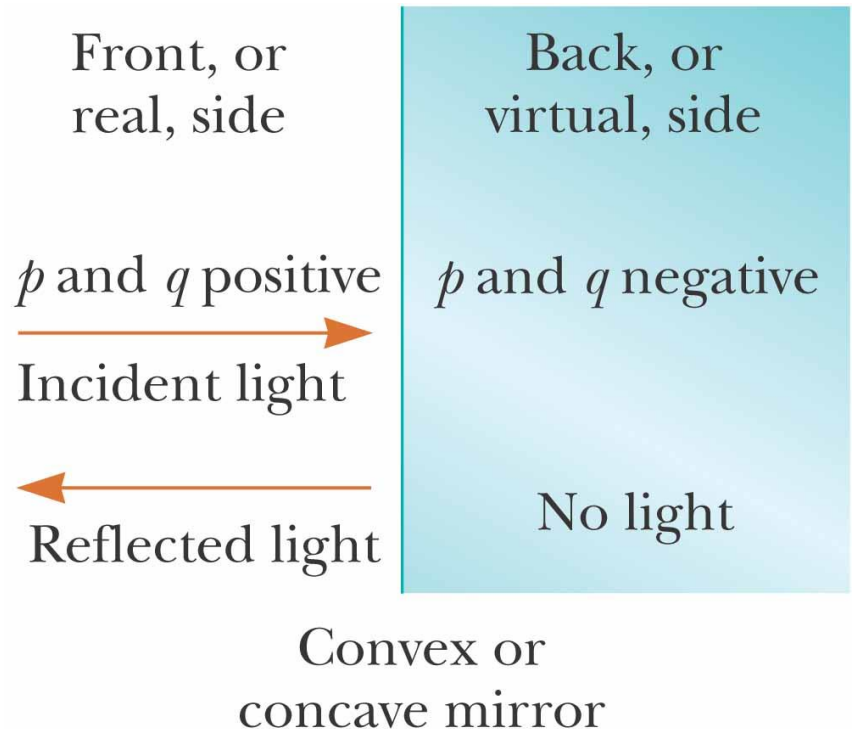 Front, or
real, side
Back, or
virtual, side
p and q positive
p and q negative
Incident light
No light
Reflected light
Convex or
concave mirror